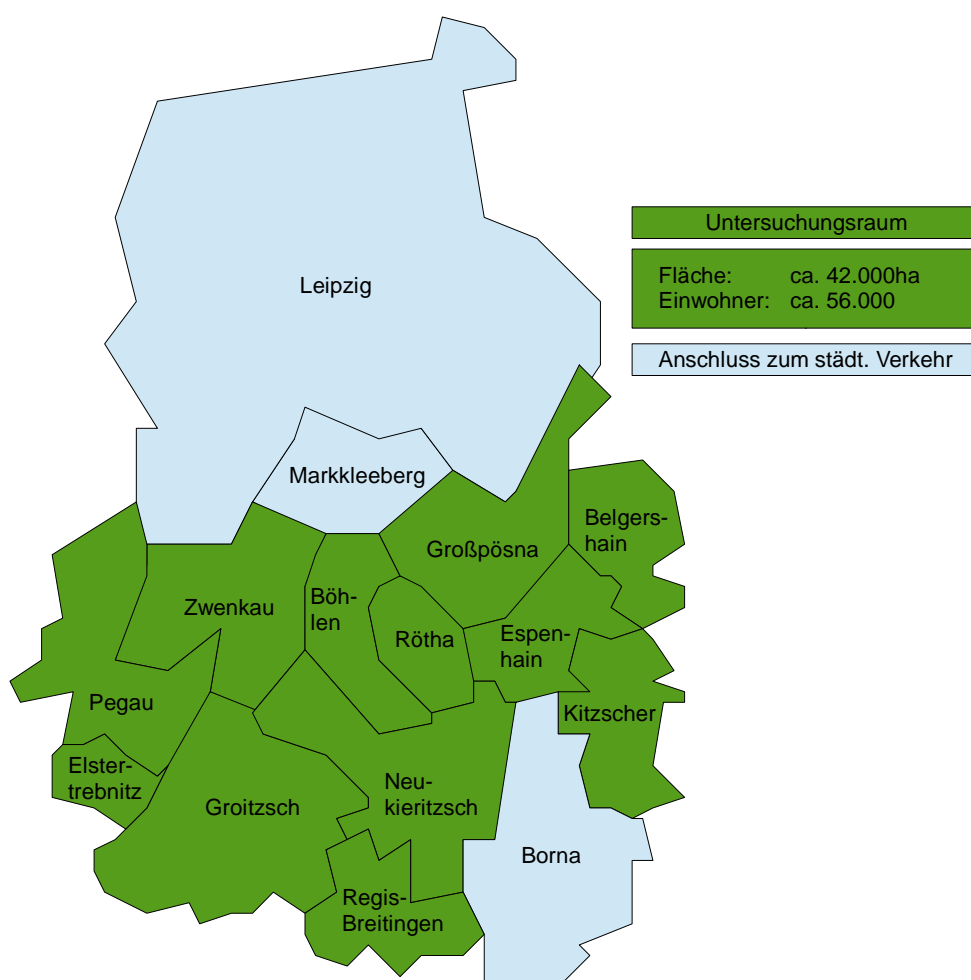 Untersuchungsraum
Fläche: ca. 42.000ha
Einwohner: ca. 56.000
Anschluss zum städt. Verkehr
Leipzig
Markkleeberg
Belgers-
hain
Großpösna
Zwenkau
Böh-
len
Rötha
Espen-
hain
Pegau
Kitzscher
Elster-
trebnitz
Groitzsch
Neu-
kieritzsch
Borna
Regis-
Breitingen